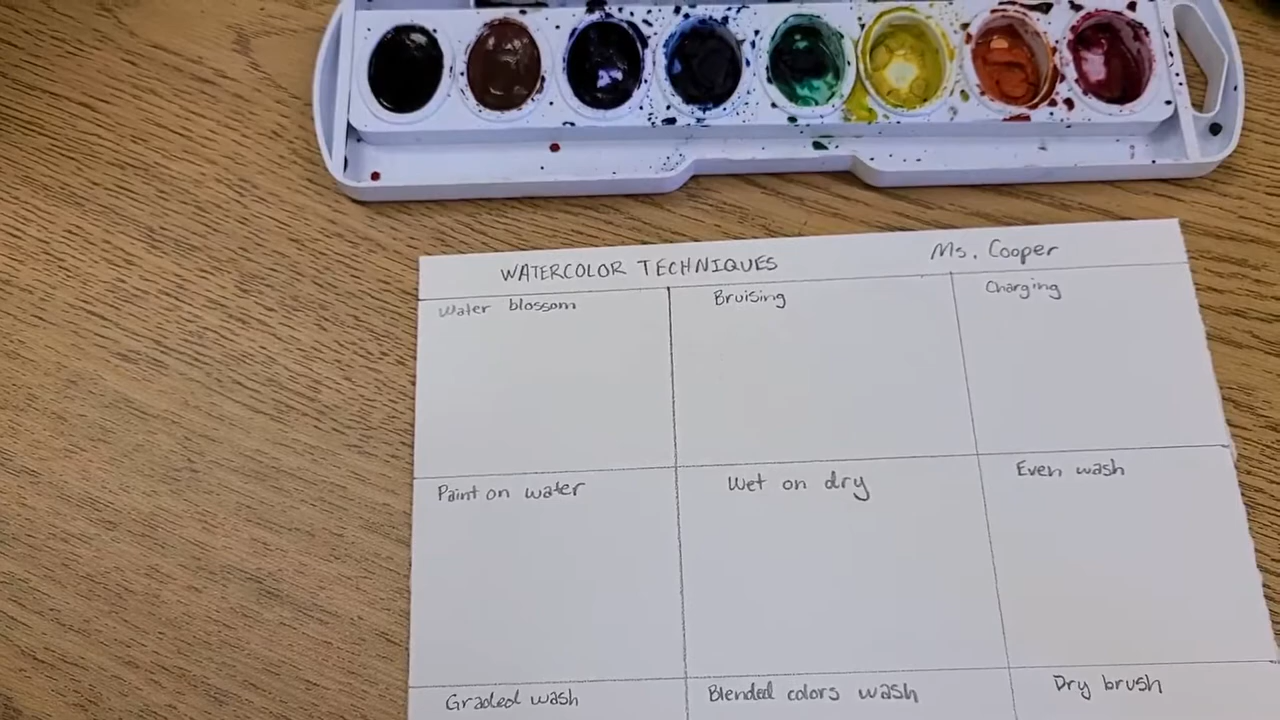 WATERCOLOR TECHNIQUES Ms. Cooper
Water blossom
Bruising
Charging
Paint on water
Wet on dry
Even wash
Graded wash
Blended colors wash
Dry brush